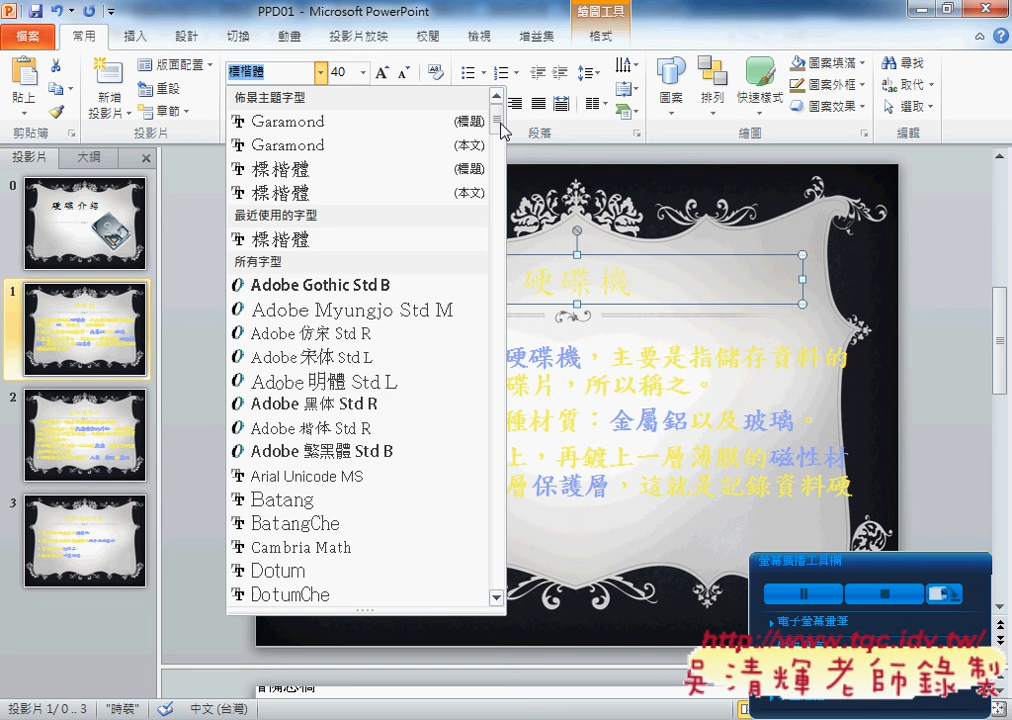 PPD01 - Microsoft PowerPoint
繪圖工具
檔案
常用
插入
設計
切換
動畫
投影片放映
校閱
檢視
增益集
格式
貼上
剪貼簿
新增
投影片
版面配置
重設
章節
投影片
標楷體
40
段落
圖案
排列
快速樣式
圖案填滿
圖案外框
圖案效果
繪圖
尋找
取代
選取
編輯
投影片
大綱
佈景主題字型
Garamond (標題)
Garamond (本文)
標楷體 (標題)
標楷體 (本文)
最近使用的字型
標楷體
所有字型
Adobe Gothic Std B
Adobe Myungjo Std M
Adobe 仿宋 Std R
Adobe 宋体 Std L
Adobe 明體 Std L
Adobe 黑体 Std R
Adobe 楷体 Std R
Adobe 繁黑體 Std B
Arial Unicode MS
Batang
BatangChe
Cambria Math
Dotum
DotumChe
0
硬碟介紹
1
2
3
硬碟機
硬碟機，主要是指儲存資料的
碟片，所以稱之。
種材質：金屬鋁以及玻璃。
上，再鍍上一層薄膜的磁性材
層保護層，這就是記錄資料硬
螢幕廣播工具欄
電子螢幕畫筆
http://www.tqc.idv.tw/
吳清輝老師錄製
投影片 1/ 0 .. 3
"時裝"
中文 (台灣)